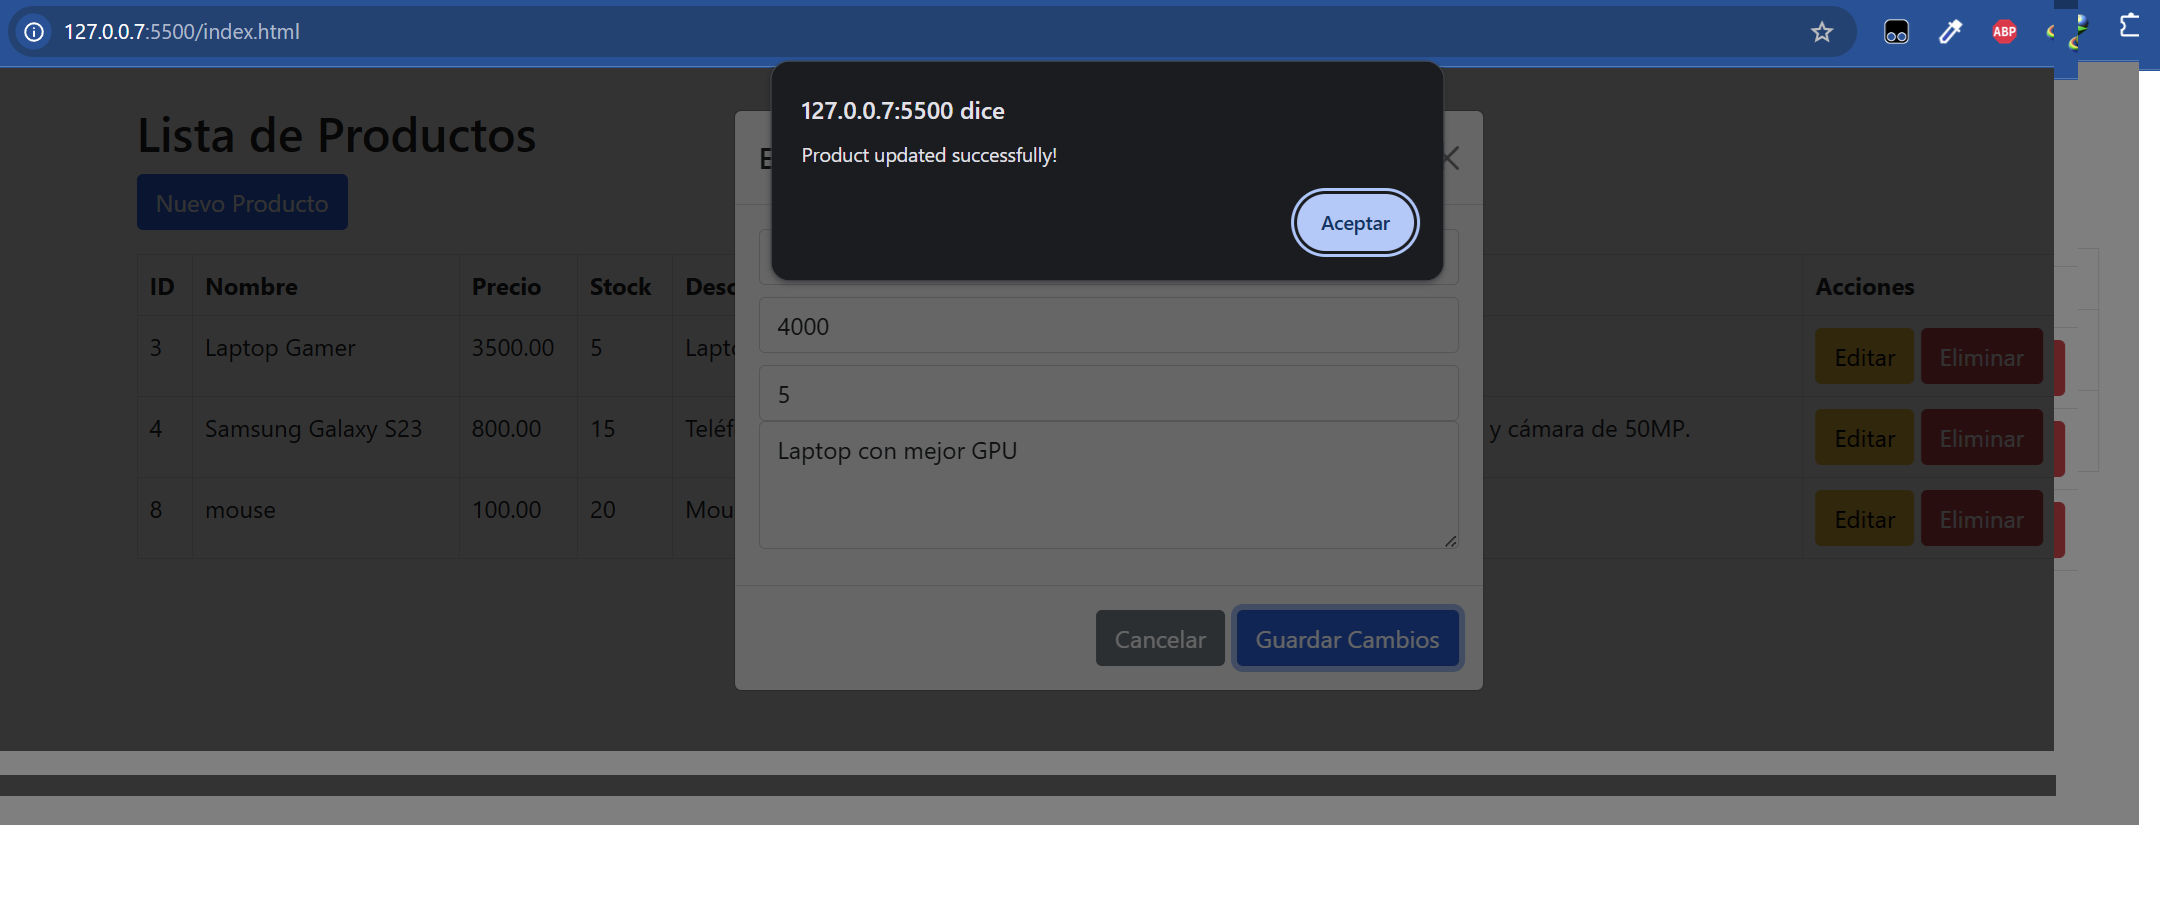 127.0.0.7:5500/index.html
ABP
127.0.0.7:5500 dice
Product updated successfully!
Aceptar
Lista de Productos
Nuevo Producto
ID Nombre Precio Stock Desc Acciones
3 Laptop Gamer 3500.00 5 Editar Eliminar
4 Samsung Galaxy S23 800.00 15 y cámara de 50MP. Editar Eliminar
8 mouse 100.00 20 Mou Editar Eliminar
4000
5
Laptop con mejor GPU
Cancelar Guardar Cambios